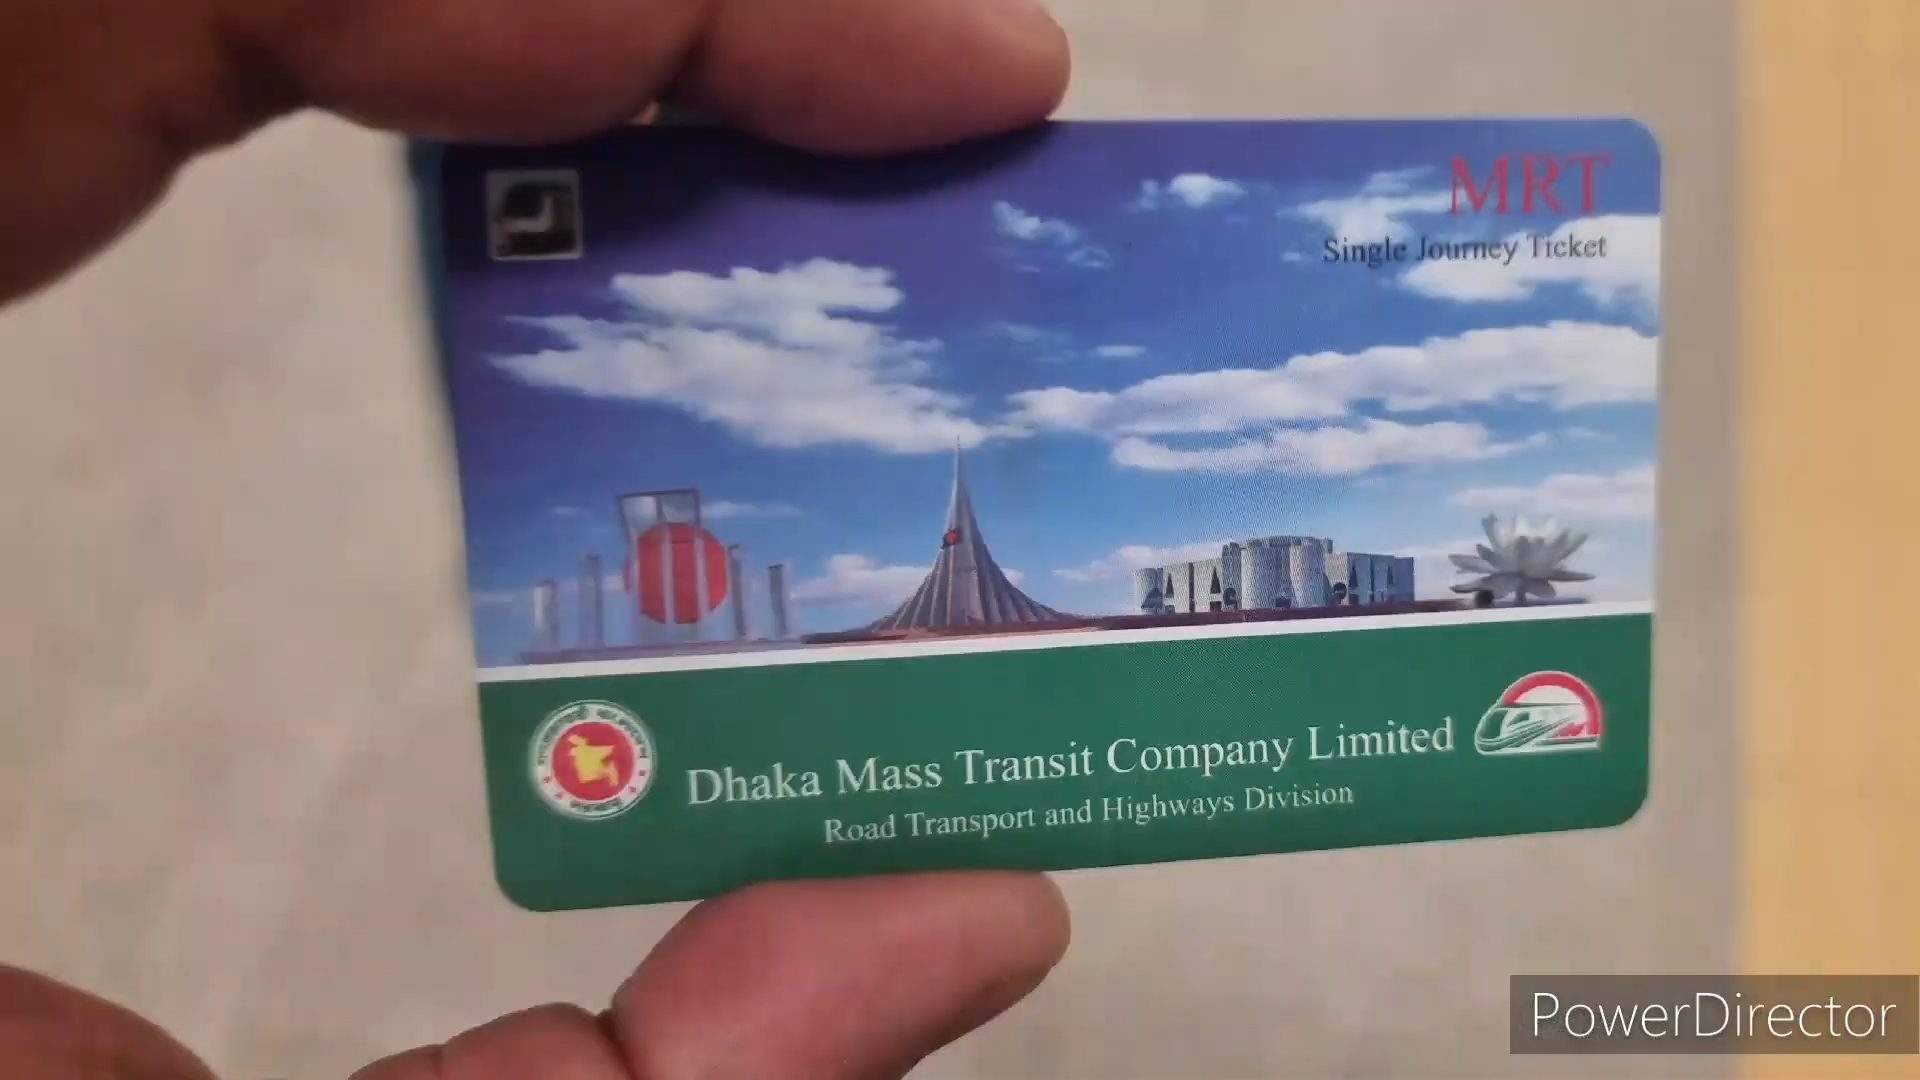 MRT
Single Journey Ticket
Dhaka Mass Transit Company Limited
Road Transport and Highways Division
PowerDirector